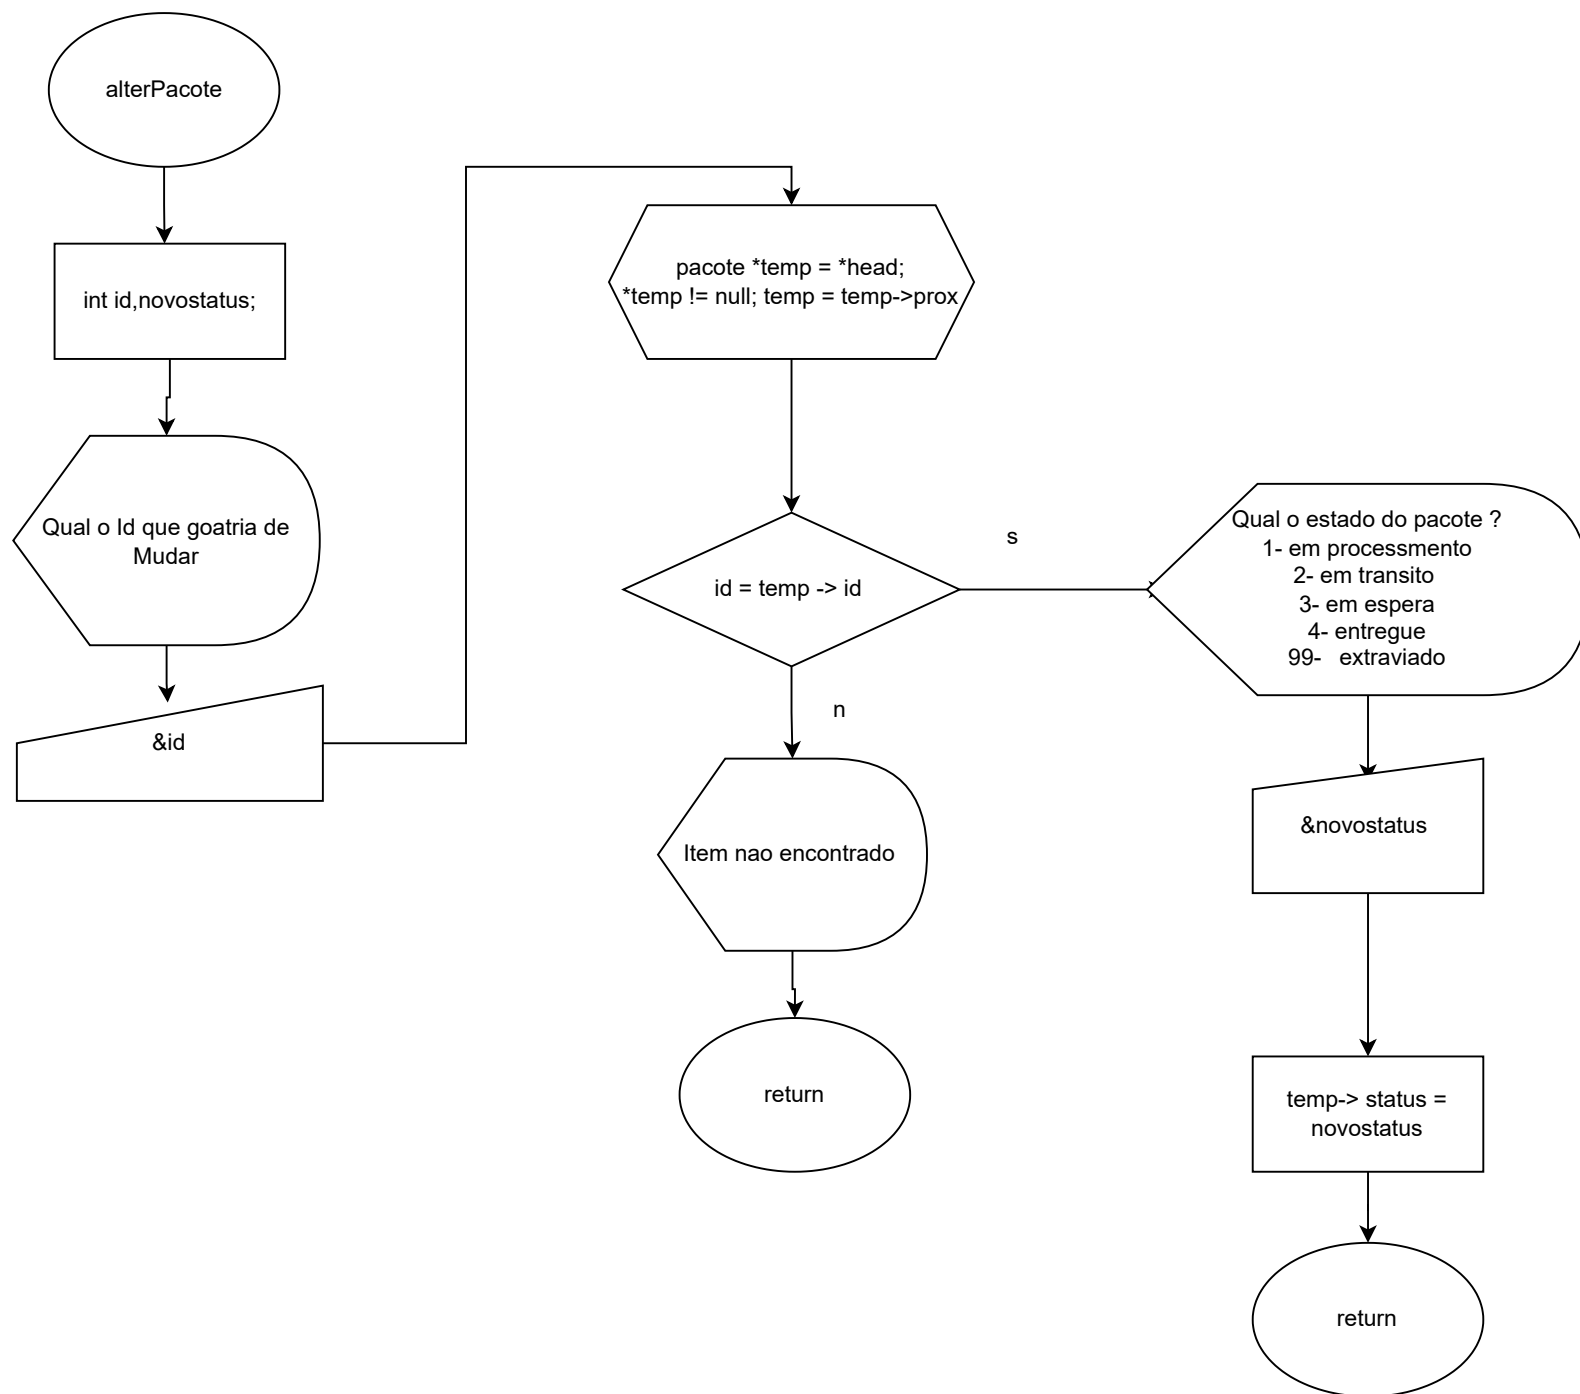 alterPacote
int id,novostatus;
Qual o Id que goatria de
Mudar
&id
pacote *temp = *head;
*temp != null; temp = temp->prox
id = temp -> id
s
n
Item nao encontrado
return
Qual o estado do pacote ?
1- em processmento
2- em transito
3- em espera
4- entregue
99- extraviado
&novostatus
temp-> status =
novostatus
return